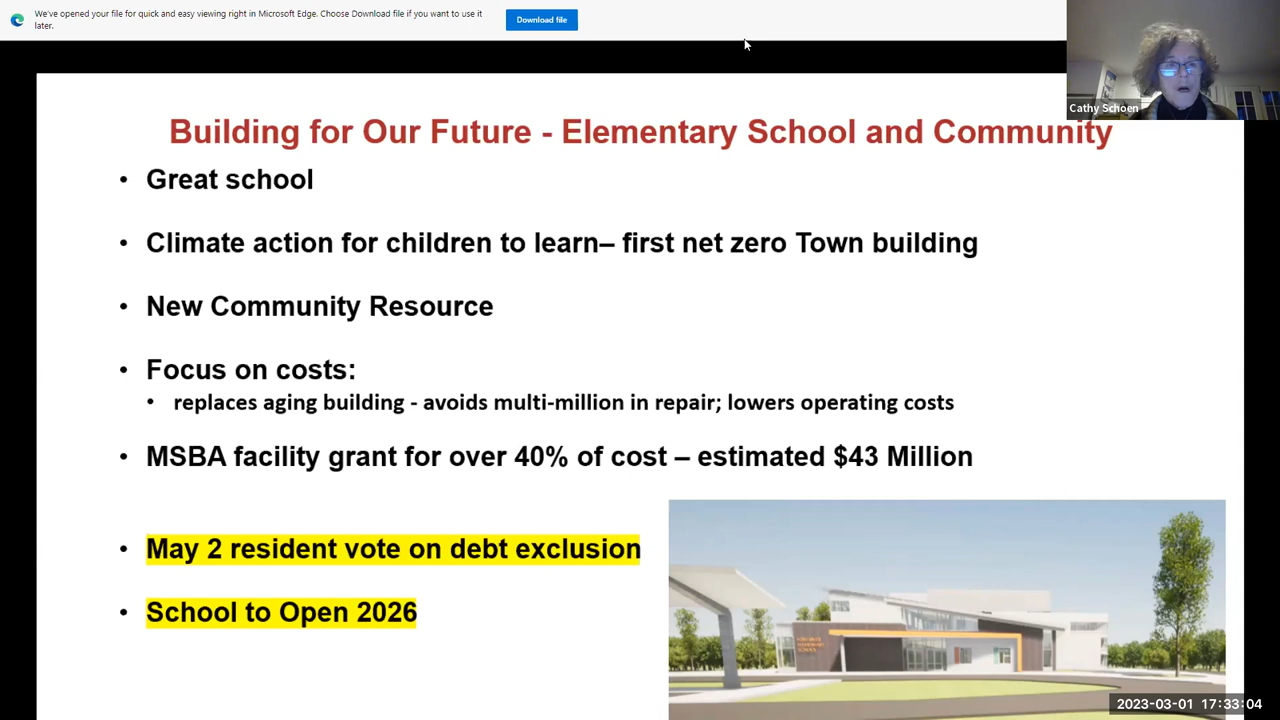 We've opened your file for quick and easy viewing right in Microsoft Edge. Choose Download file if you want to use it
later.
Download file
Cathy Schoen
Building for Our Future - Elementary School and Community
• Great school
• Climate action for children to learn– first net zero Town building
• New Community Resource
• Focus on costs:
• replaces aging building - avoids multi-million in repair; lowers operating costs
• MSBA facility grant for over 40% of cost – estimated $43 Million
• May 2 resident vote on debt exclusion
• School to Open 2026
2023-03-01 17:33:04